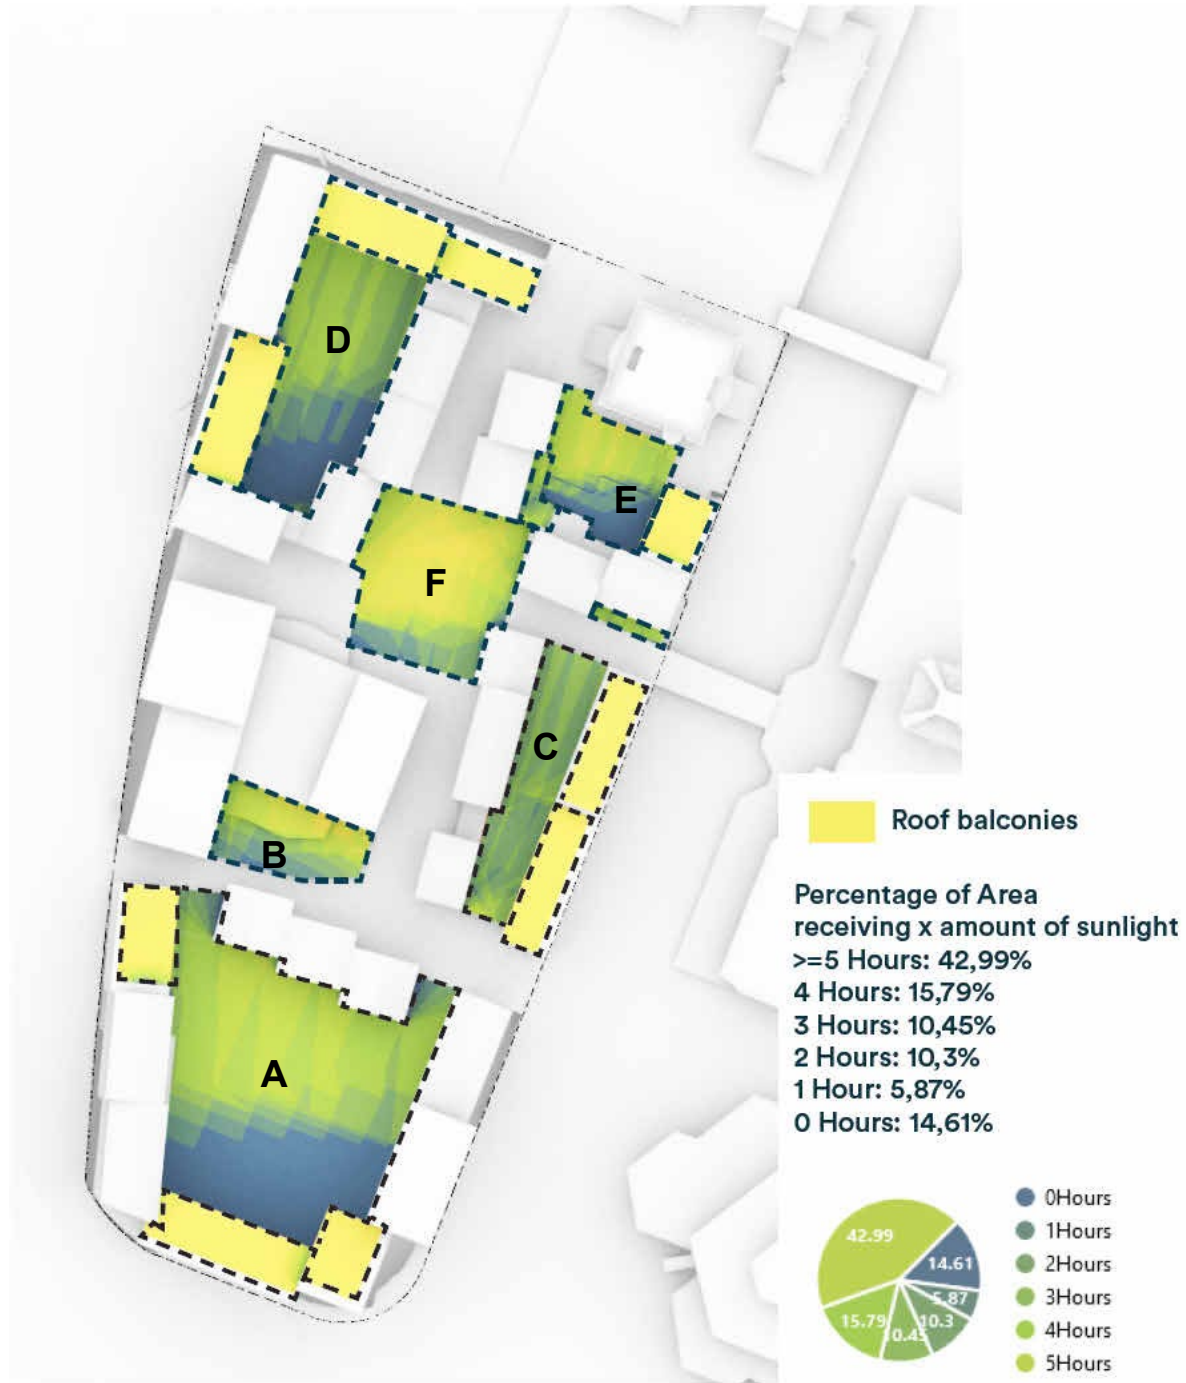 D
E
F
C
B
A
Roof balconies
Percentage of Area
receiving x amount of sunlight
>=5 Hours: 42,99%
4 Hours: 15,79%
3 Hours: 10,45%
2 Hours: 10,3%
1 Hour: 5,87%
0 Hours: 14,61%
42.99
14.61
5.87
10.3
10.45
15.79
0Hours
1Hours
2Hours
3Hours
4Hours
5Hours